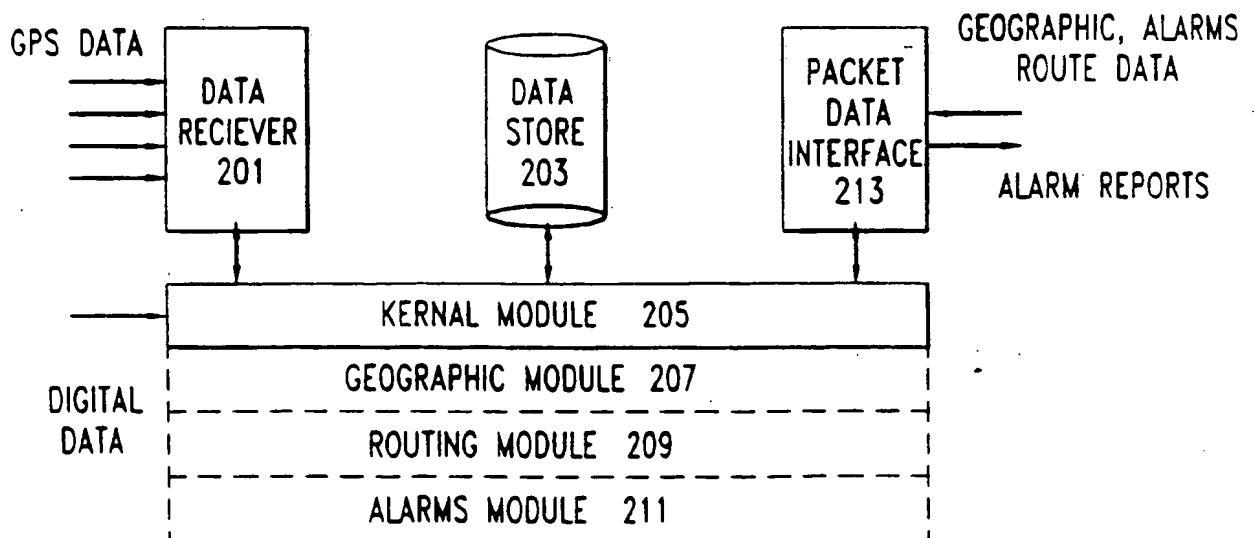 GPS DATA
DATA
RECIEVER
201
DATA
STORE
203
PACKET
DATA
INTERFACE
213
GEOGRAPHIC, ALARMS
ROUTE DATA
ALARM REPORTS
KERNAL MODULE 205
GEOGRAPHIC MODULE 207
DIGITAL
DATA
ROUTING MODULE 209
ALARMS MODULE 211